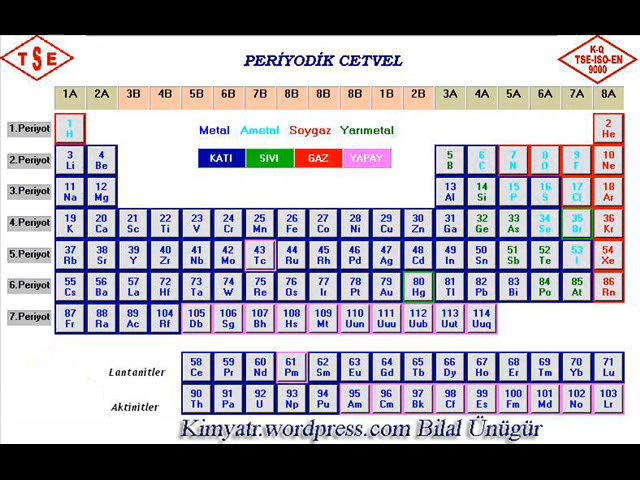 TSE
PERİYODİK CETVEL
K-Q
TSE-ISO-EN
9000
1A 2A 3B 4B 5B 6B 7B 8B 8B 8B 1B 2B 3A 4A 5A 6A 7A 8A
1.Periyot 1 2
H He
Metal Ametal Soygaz Yarımetal
KATI SIVI GAZ YAPAY
2.Periyot 3 4 5 6 7 8 9 10
Li Be B C N O F Ne
3.Periyot 11 12 13 14 15 16 17 18
Na Mg Al Si P S Cl Ar
4.Periyot 19 20 21 22 23 24 25 26 27 28 29 30 31 32 33 34 35 36
K Ca Sc Ti V Cr Mn Fe Co Ni Cu Zn Ga Ge As Se Br Kr
5.Periyot 37 38 39 40 41 42 43 44 45 46 47 48 49 50 51 52 53 54
Rb Sr Y Zr Nb Mo Tc Ru Rh Pd Ag Cd In Sn Sb Te I Xe
6.Periyot 55 56 57 72 73 74 75 76 77 78 79 80 81 82 83 84 85 86
Cs Ba La Hf Ta W Re Os Ir Pt Au Hg Tl Pb Bi Po At Rn
7.Periyot 87 88 89 104 105 106 107 108 109 110 111 112 113 114
Fr Ra Ac Rf Db Sg Bh Hs Mt Uun Uuu Uub Uut Uuq
Lantanitler 58 59 60 61 62 63 64 65 66 67 68 69 70 71
Ce Pr Nd Pm Sm Eu Gd Tb Dy Ho Er Tm Yb Lu
Aktinitler 90 91 92 93 94 95 96 97 98 99 100 101 102 103
Th Pa U Np Pu Am Cm Bk Cf Es Fm Md No Lr
Kimyatr.wordpress.com Bilal Ünügür